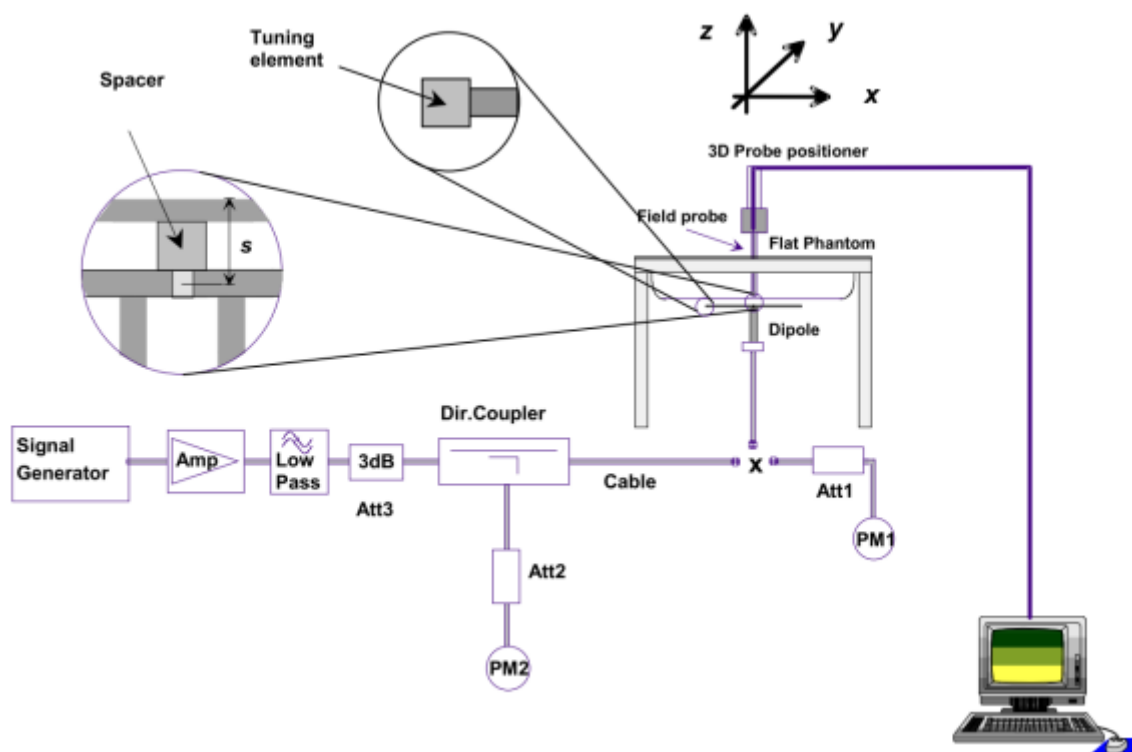 Tuning
element
Spacer
s
z
y
x
3D Probe positioner
Field probe
Flat Phantom
Dipole
Dir.Coupler
Signal
Generator
Amp
Low
Pass
3dB
Att3
Cable
x
Att1
PM1
Att2
PM2